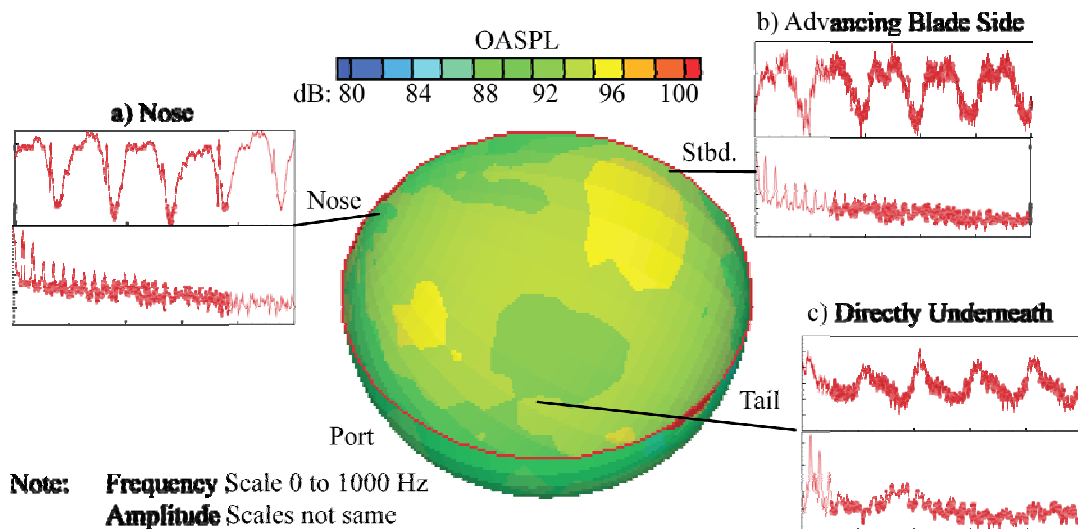 OASPL
dB: 80 84 88 92 96 100
a) Nose
b) Advancing Blade Side
Stbd.
Nose
c) Directly Underneath
Tail
Port
Note: Frequency Scale 0 to 1000 Hz
Amplitude Scales not same